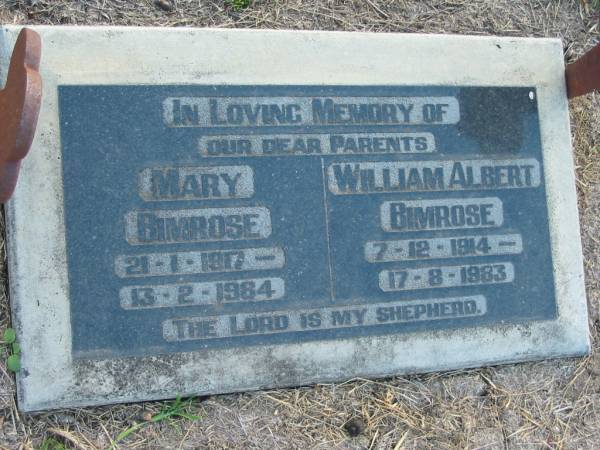 IN LOVING MEMORY OF
OUR DEAR PARENTS
MARY
BIMROSE
21-1-1917 —
13-2-1984
WILLIAM ALBERT
BIMROSE
7-12-1914 —
17-8-1983
THE LORD IS MY SHEPHERD.